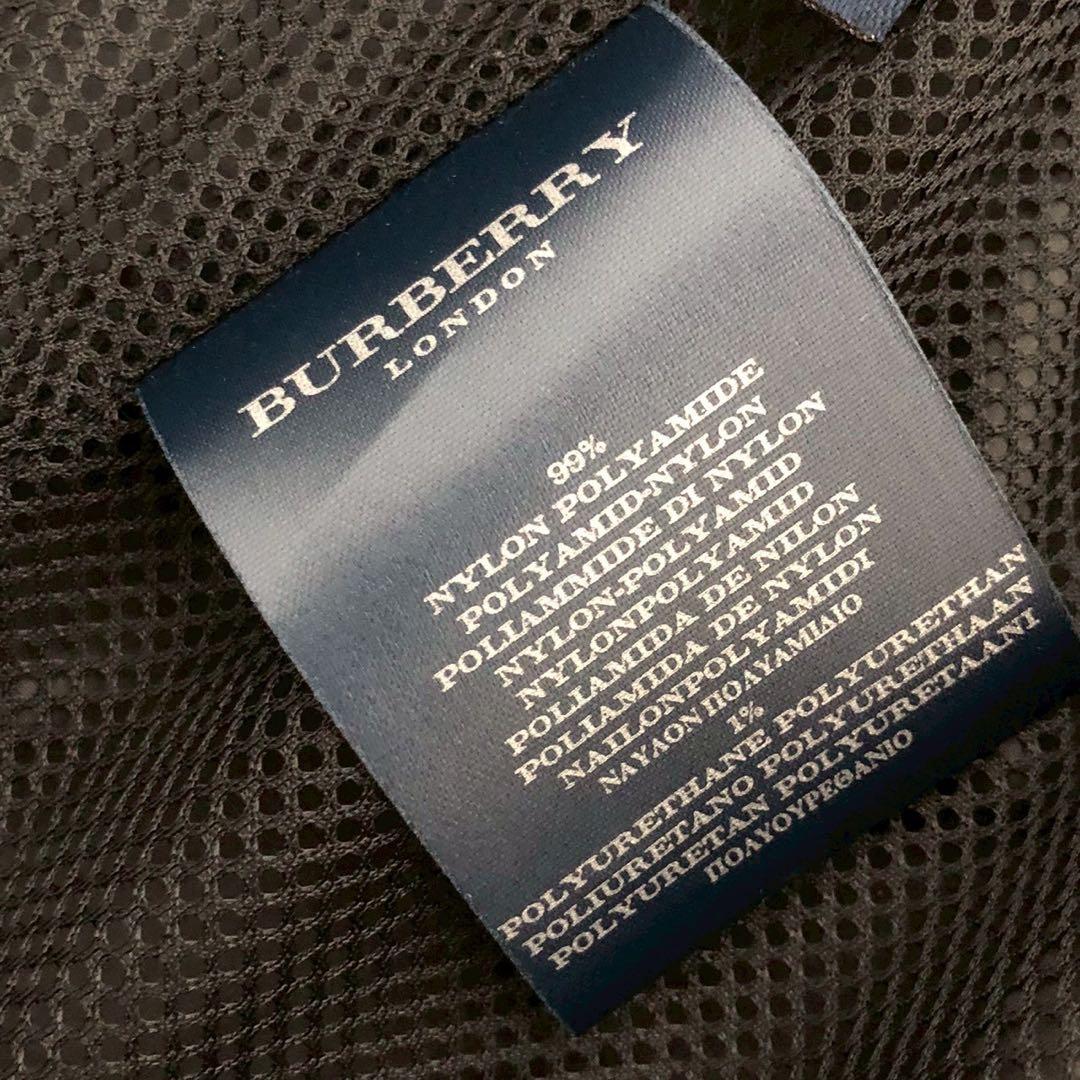 BURBERRY
LONDON
99%
NYLON POLYAMIDE
POLYAMID-NYLON
POLIAMMIDE DI NYLON
NYLON-POLYAMID
NYLONPOLYAMID
POLIAMIDA DE NILON
POLIAMIDA DE NYLON
NAILONPOLYAMIDI
ΝΑΥΛΟΝ ΠΟΛΥΑΜΙΔΙΟ
1%
POLYURETHANE POLYURETHAN
POLIURETANO POLYURETHAAN
POLYURETAN POLYURETAANI
ΠΟΛΥΟΥΡΕΘΑΝΙΟ